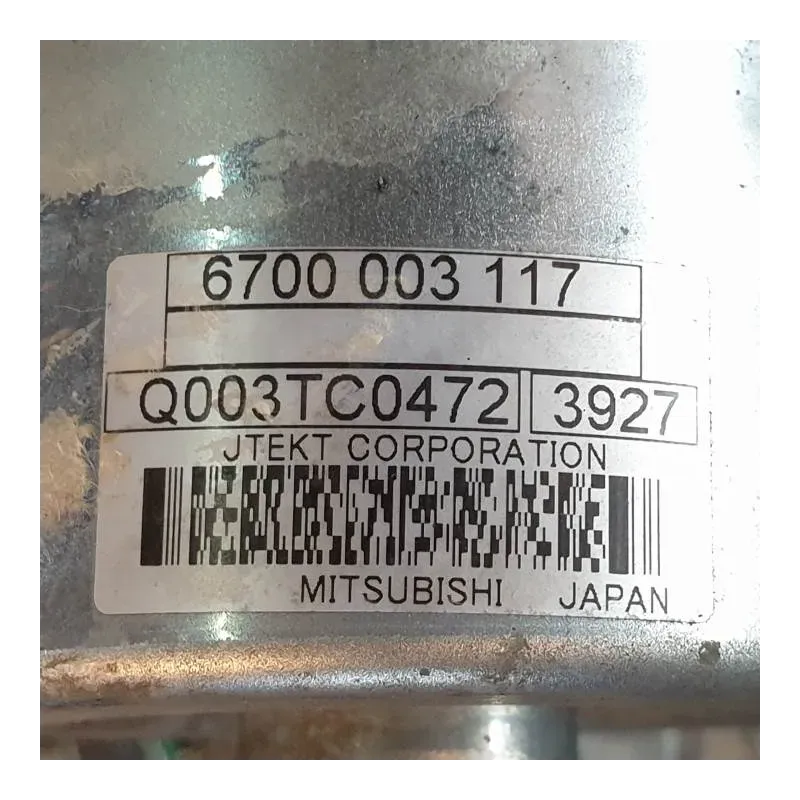 6700 003 117
Q003TC0472 3927
JTEKT CORPORATION
MITSUBISHI JAPAN